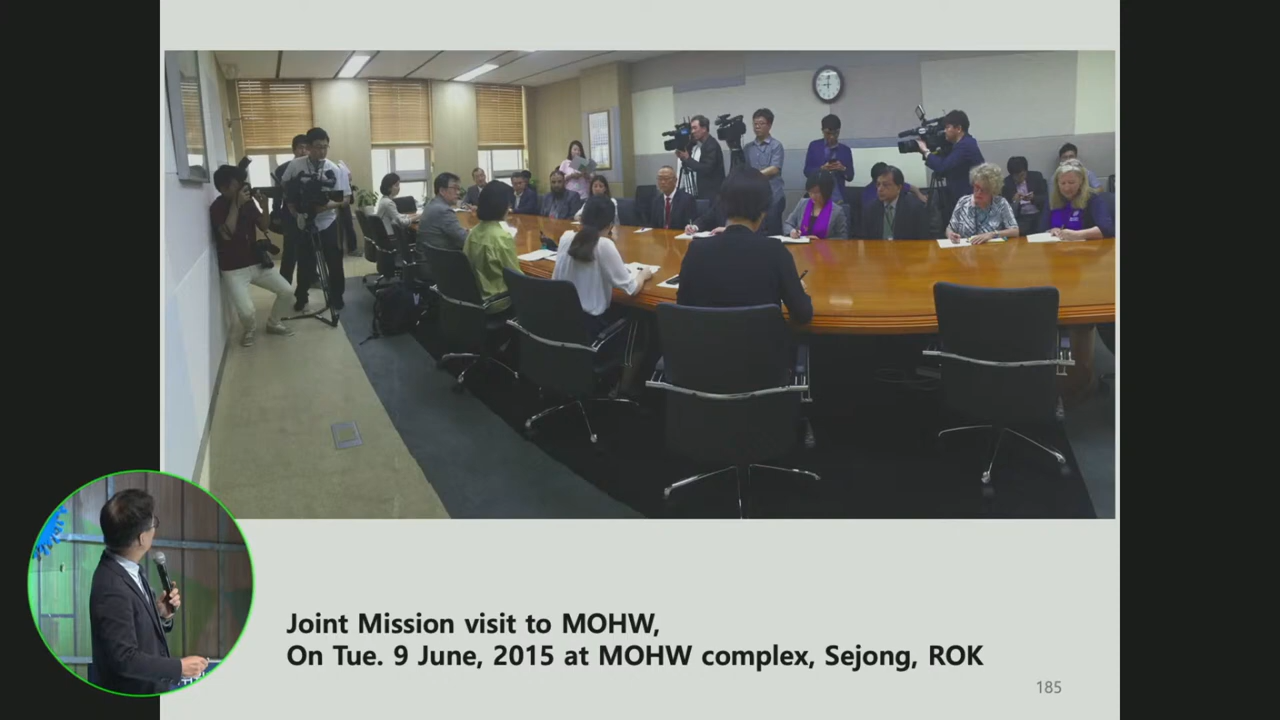 Joint Mission visit to MOHW,
On Tue. 9 June, 2015 at MOHW complex, Sejong, ROK
185